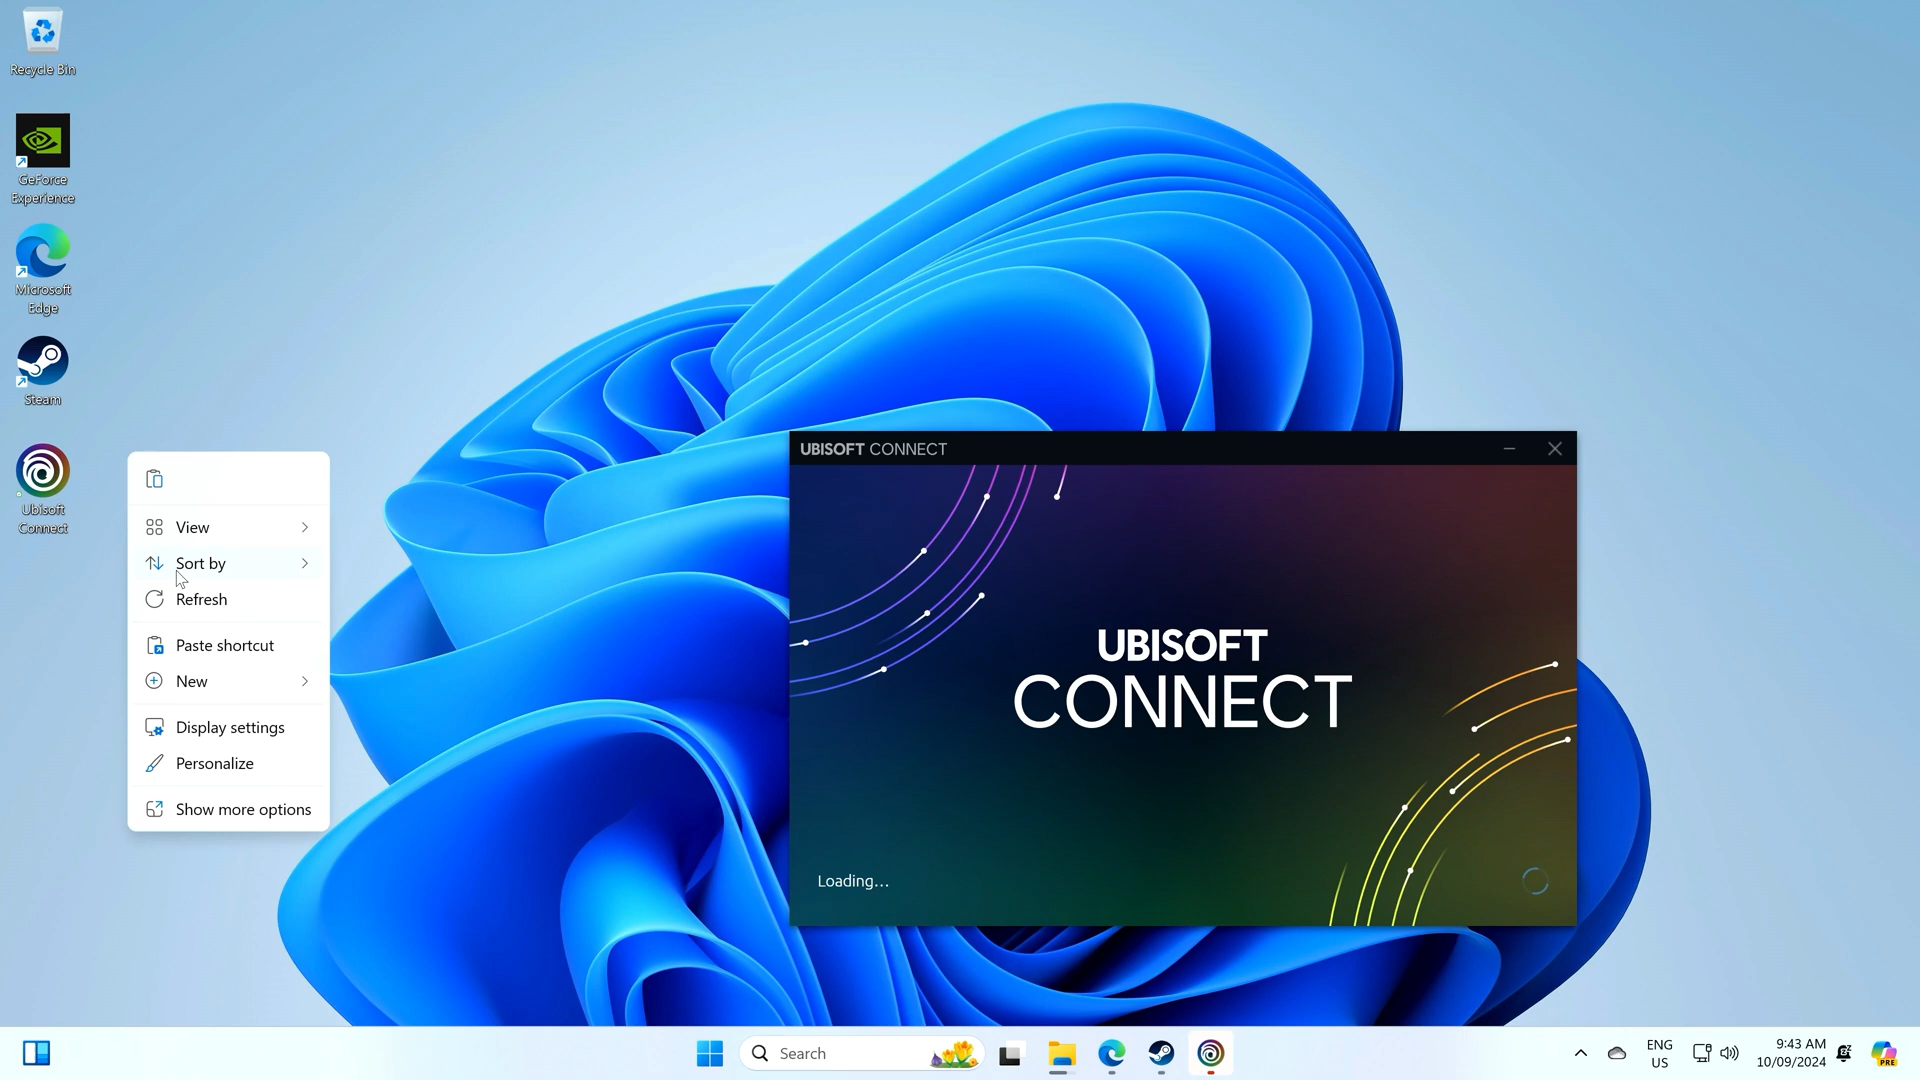 Recycle Bin
GeForce
Experience
Microsoft
Edge
Steam
Ubisoft
Connect
View
Sort by
Refresh
Paste shortcut
New
Display settings
Personalize
Show more options
UBISOFT CONNECT
UBISOFT
CONNECT
Loading...
Search
ENG
US
9:43 AM
10/09/2024
PRE